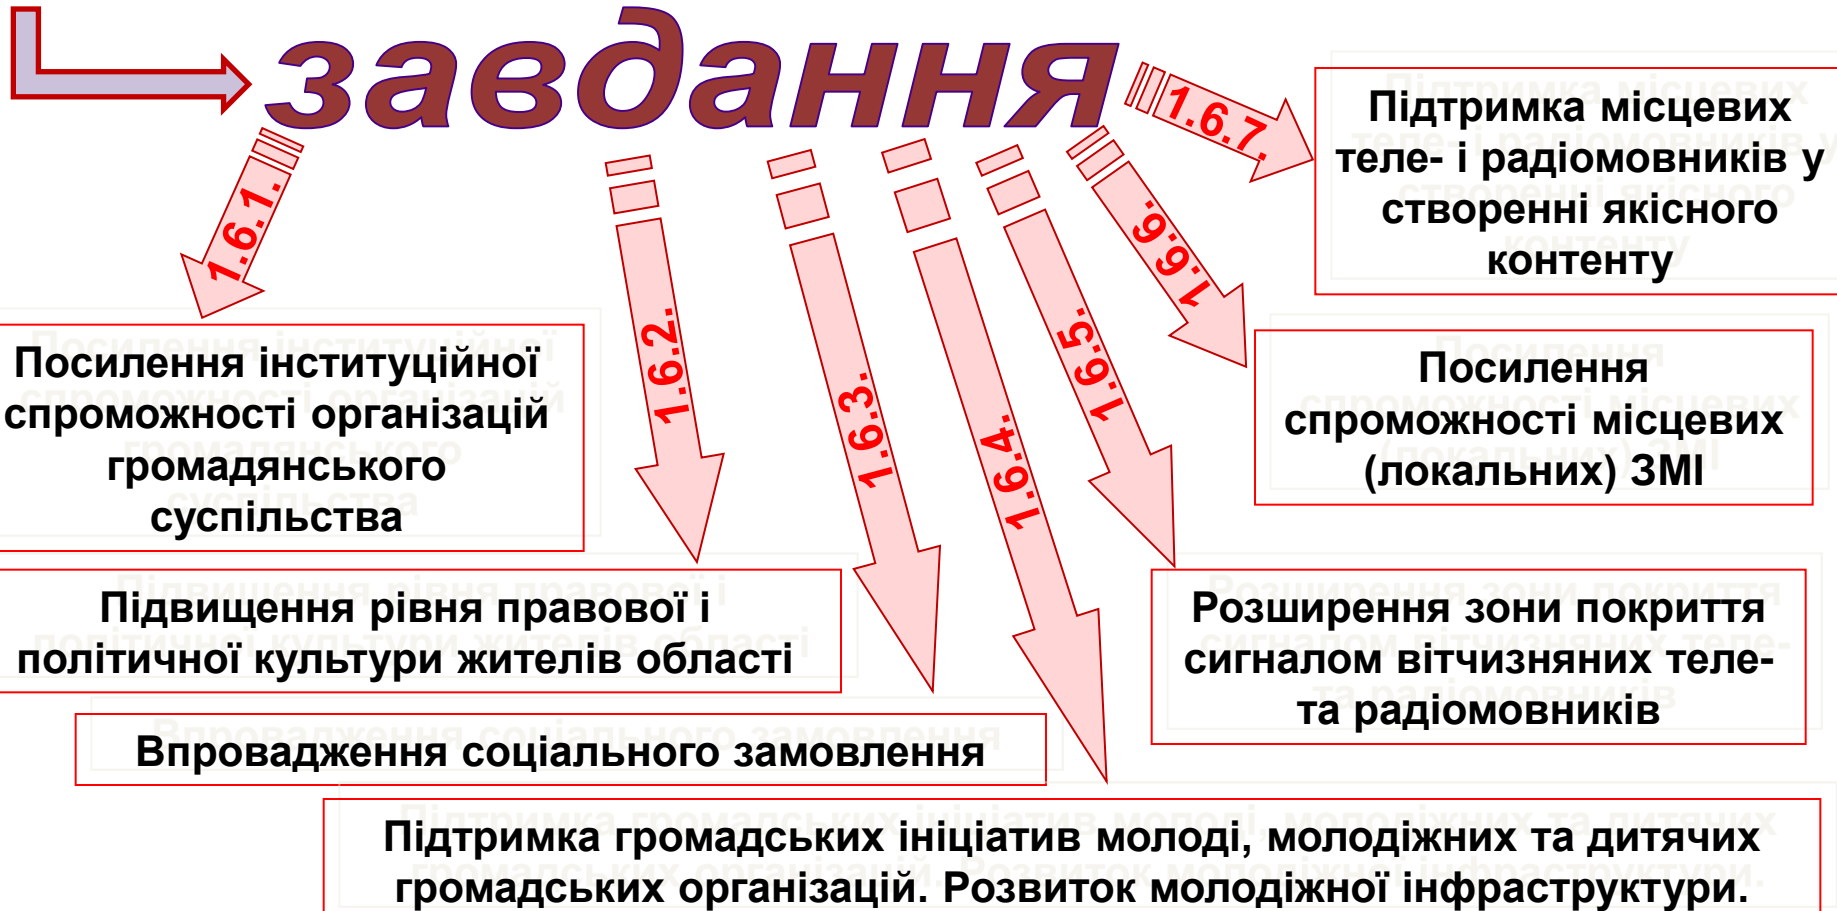 завдання
1.6.1.
Посилення інституційної
спроможності організацій
громадянського
суспільства
1.6.2.
Підвищення рівня правової і
політичної культури жителів області
1.6.3.
Впровадження соціального замовлення
1.6.4.
Підтримка громадських ініціатив молоді, молодіжних та дитячих
громадських організацій. Розвиток молодіжної інфраструктури.
1.6.5.
Розширення зони покриття
сигналом вітчизняних теле-
та радіомовників
1.6.6.
Посилення
спроможності місцевих
(локальних) ЗМІ
1.6.7.
Підтримка місцевих
теле- і радіомовників у
створенні якісного
контенту